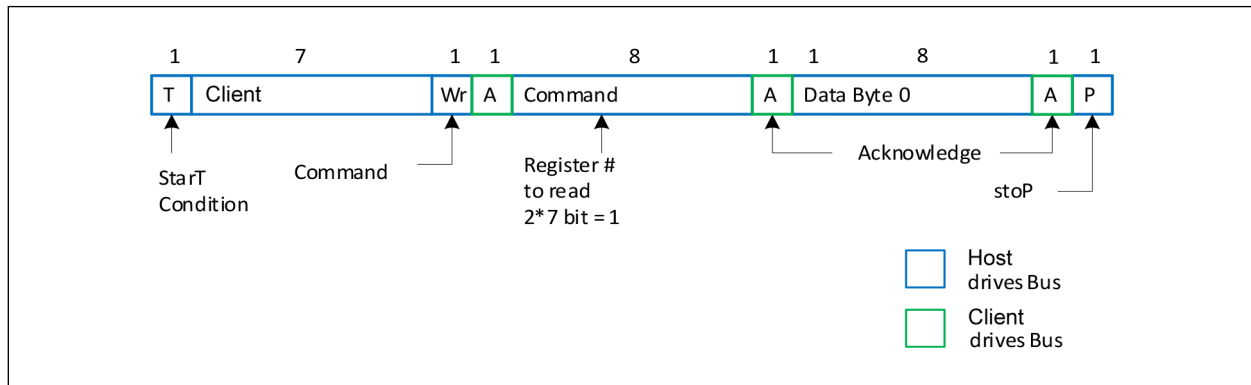 1 7 1 1 8 1 1 8 1 1
T Client Wr A Command A Data Byte 0 A P
StarT
Condition
Command
Register #
to read
2*7 bit = 1
Acknowledge
stoP
Host
drives Bus
Client
drives Bus